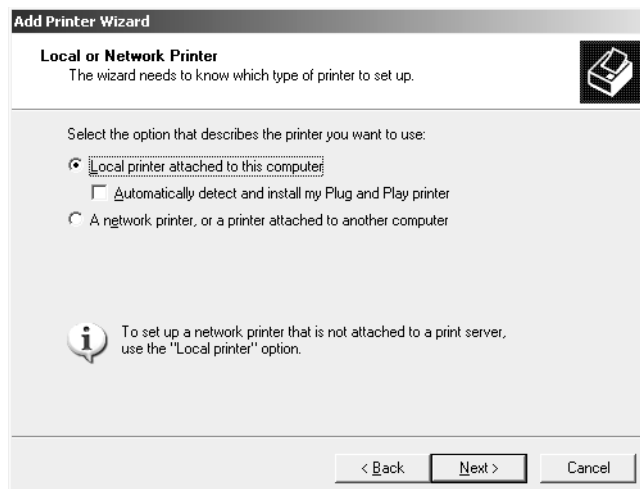 Add Printer Wizard
Local or Network Printer
The wizard needs to know which type of printer to set up.
Select the option that describes the printer you want to use:
Local printer attached to this computer
Automatically detect and install my Plug and Play printer
A network printer, or a printer attached to another computer
To set up a network printer that is not attached to a print server,
use the "Local printer" option.
< Back Next > Cancel